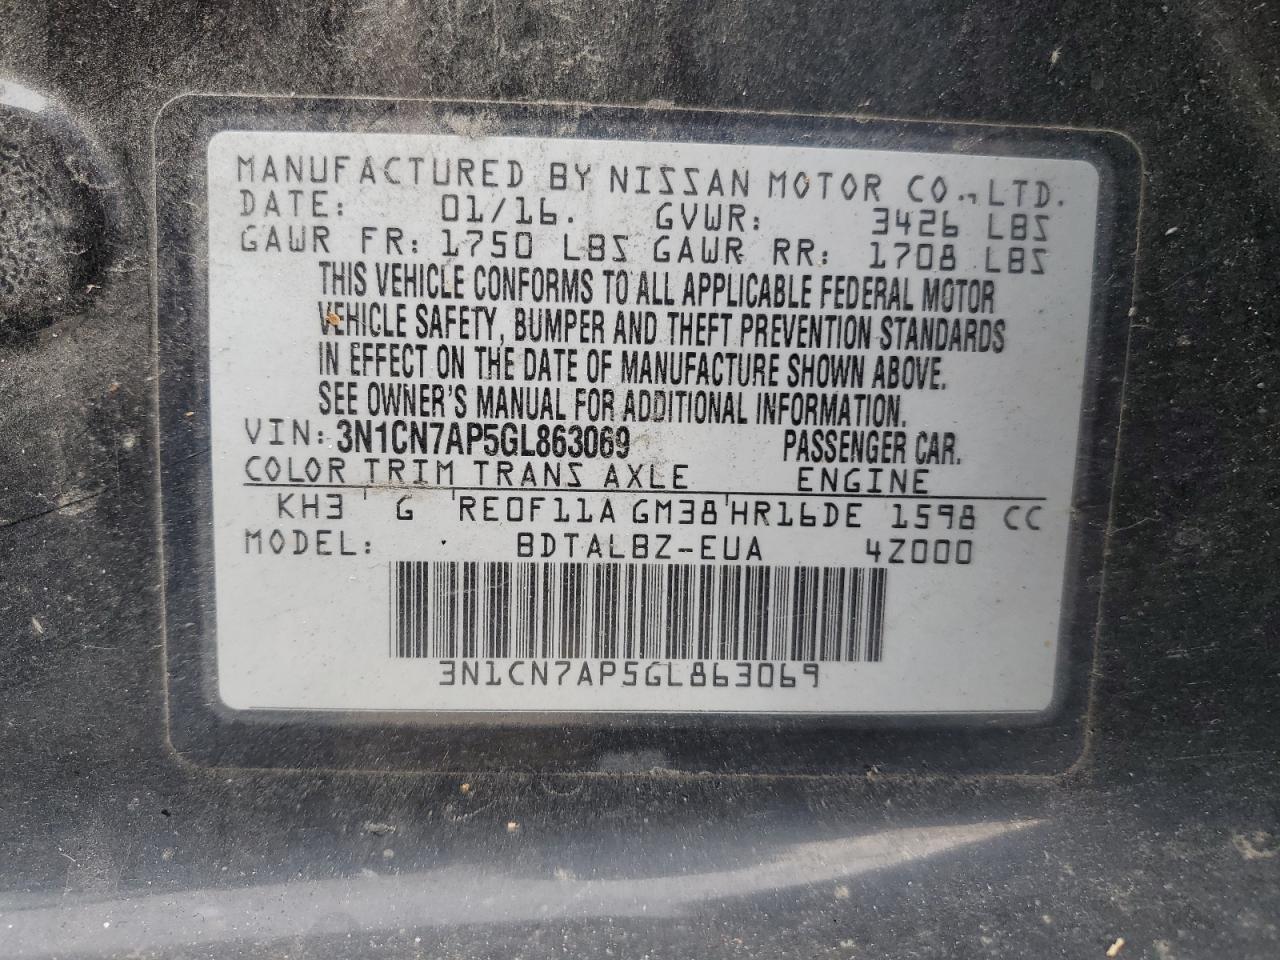 MANUFACTURED BY NISSAN MOTOR CO., LTD.
DATE: 01/16. GVWR: 3426 LBS
GAWR FR: 1750 LBS GAWR RR: 1708 LBS
THIS VEHICLE CONFORMS TO ALL APPLICABLE FEDERAL MOTOR
VEHICLE SAFETY, BUMPER AND THEFT PREVENTION STANDARDS
IN EFFECT ON THE DATE OF MANUFACTURE SHOWN ABOVE.
SEE OWNER'S MANUAL FOR ADDITIONAL INFORMATION.
VIN: 3N1CN7AP5GL863069 PASSENGER CAR.
COLOR TRIM TRANS AXLE ENGINE
KH3 G RE0F11A GM38 HR16DE 1598 CC
MODEL: BDTALBZ-EUA 4Z000
3N1CN7AP5GL863069